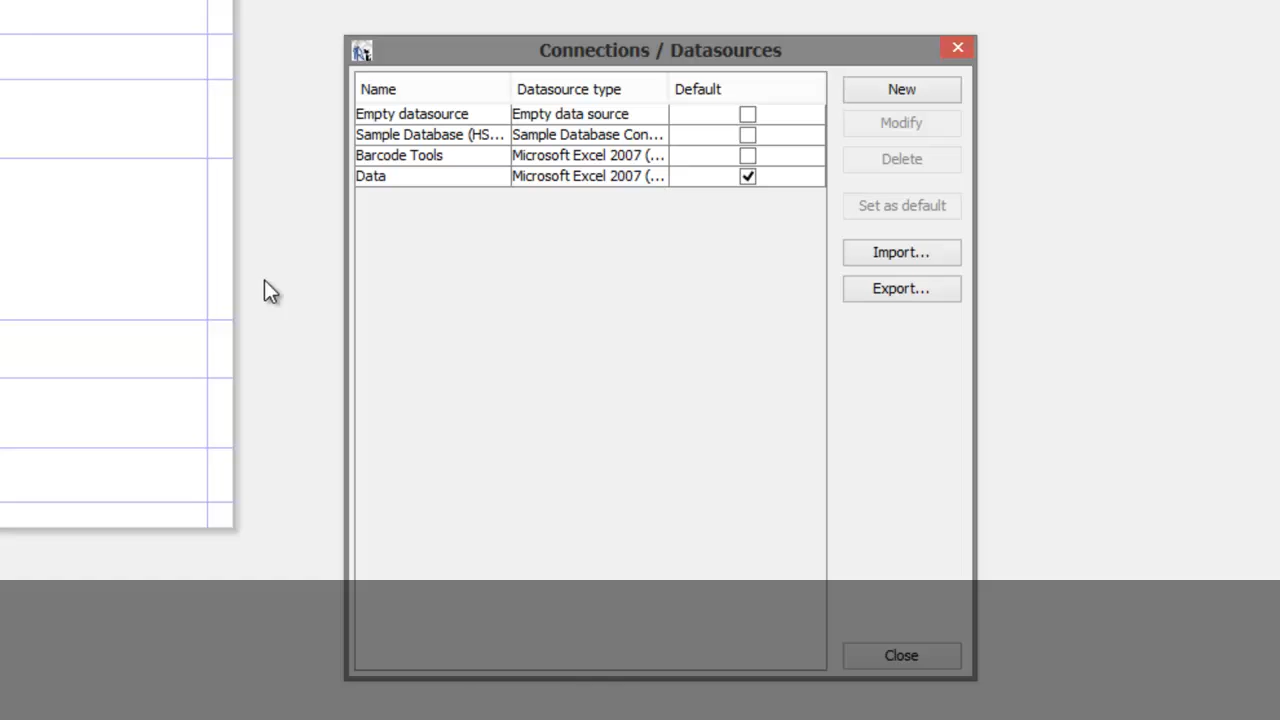 Connections / Datasources
Name Datasource type Default
Empty datasource Empty data source
Sample Database (HS... Sample Database Con...
Barcode Tools Microsoft Excel 2007 (...
Data Microsoft Excel 2007 (...
New
Modify
Delete
Set as default
Import...
Export...
Close